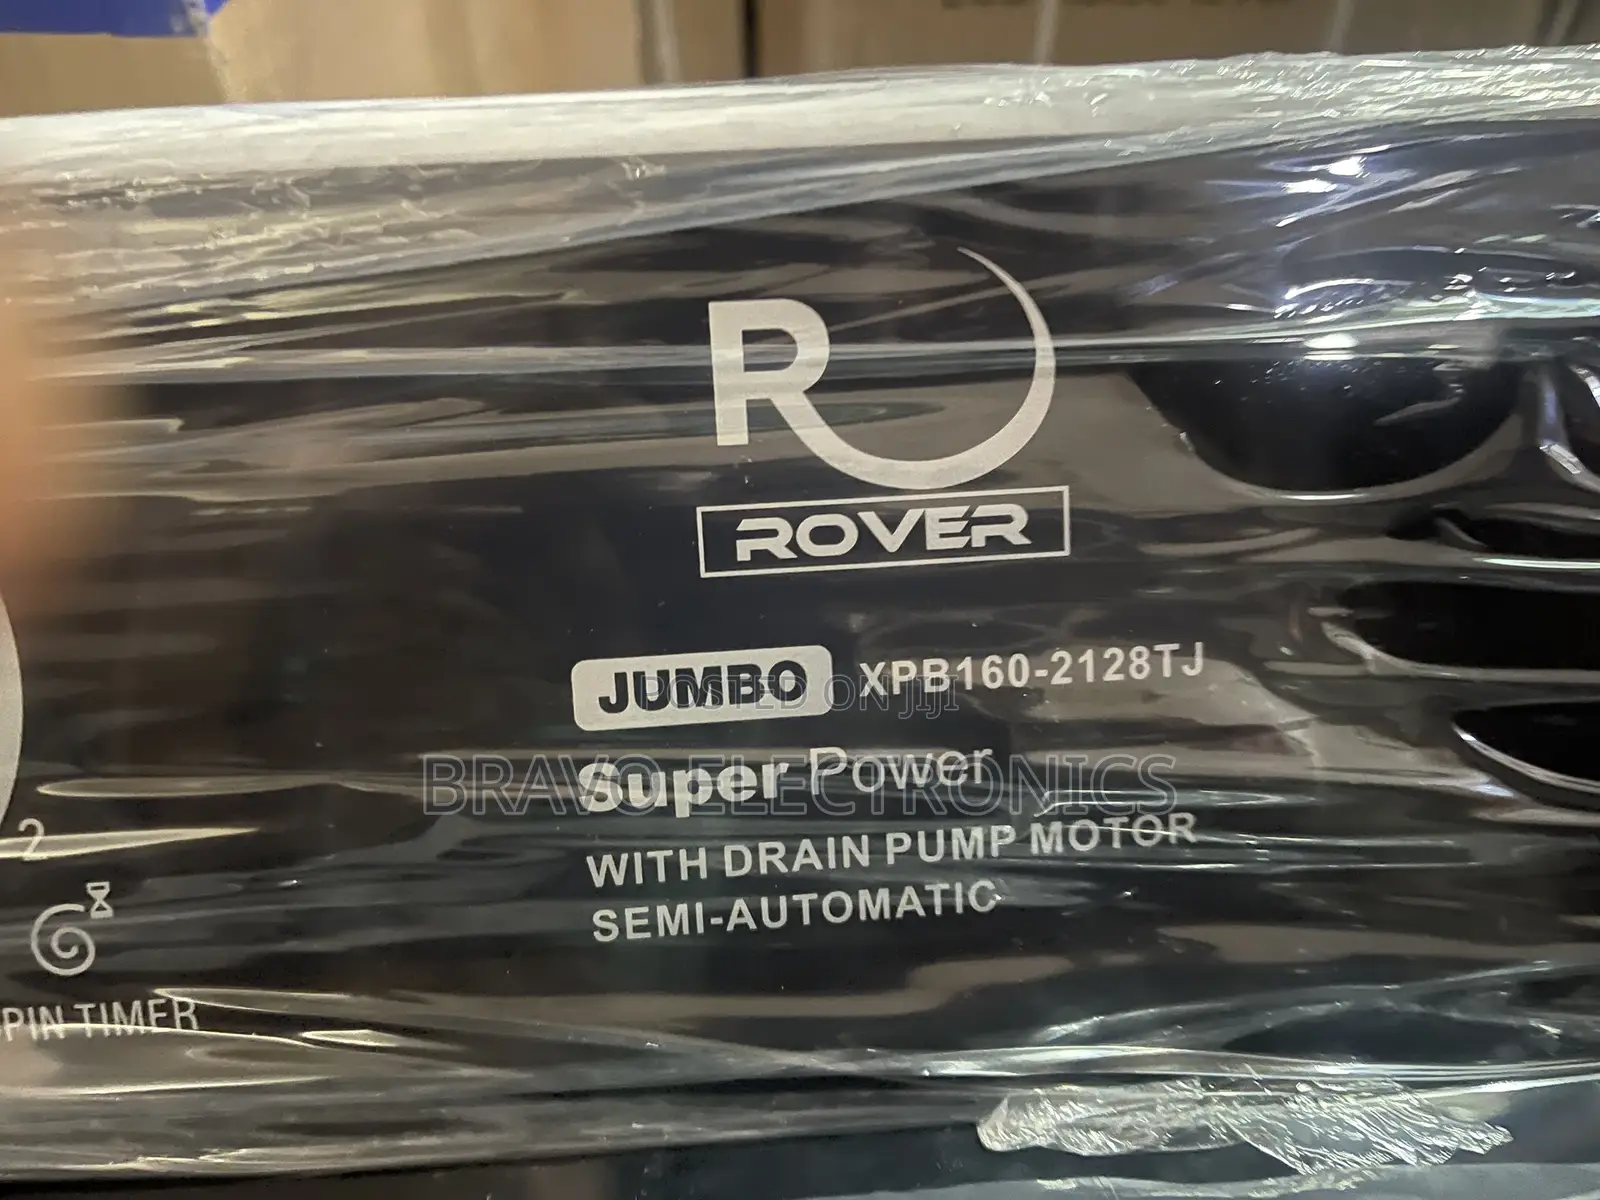 R
ROVER
JUMBO XPB160-2128TJ
POSTED ON JIJI
Super Power
BRAVO ELECTRONICS
WITH DRAIN PUMP MOTOR
SEMI-AUTOMATIC
2
PIN TIMER